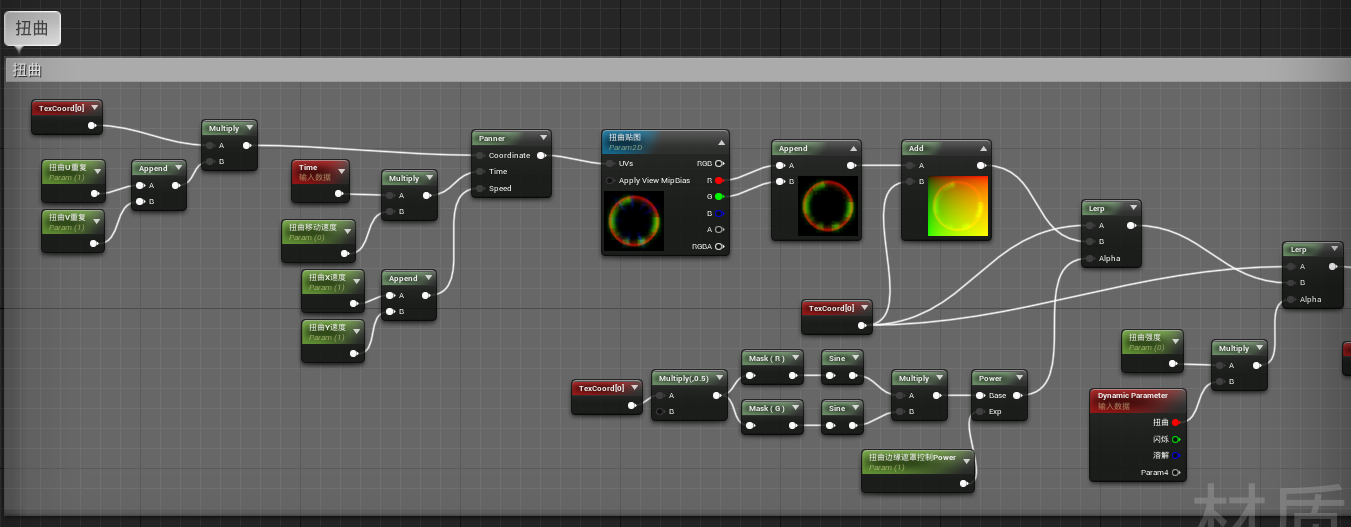 扭曲
扭曲
TexCoord[0]
Multiply
A
B
扭曲U重复
Param (1)
扭曲V重复
Param (1)
Append
A
B
Time
输入数据
Multiply
A
B
扭曲移动速度
Param (0)
扭曲X速度
Param (1)
扭曲Y速度
Param (1)
Append
A
B
Panner
Coordinate
Time
Speed
扭曲贴图
Param2D
UVs
RGB
Apply View MipBias
R
G
B
A
RGBA
Append
A
B
Add
A
B
TexCoord[0]
Lerp
A
B
Alpha
Lerp
A
B
Alpha
TexCoord[0]
Multiply(,0.5)
A
B
Mask ( R )
Sine
Mask ( G )
Sine
Multiply
A
B
Power
Base
Exp
扭曲边缘遮罩控制Power
Param (1)
扭曲强度
Param (0)
Multiply
A
B
Dynamic Parameter
输入数据
扭曲
闪烁
溶解
Param4
材质